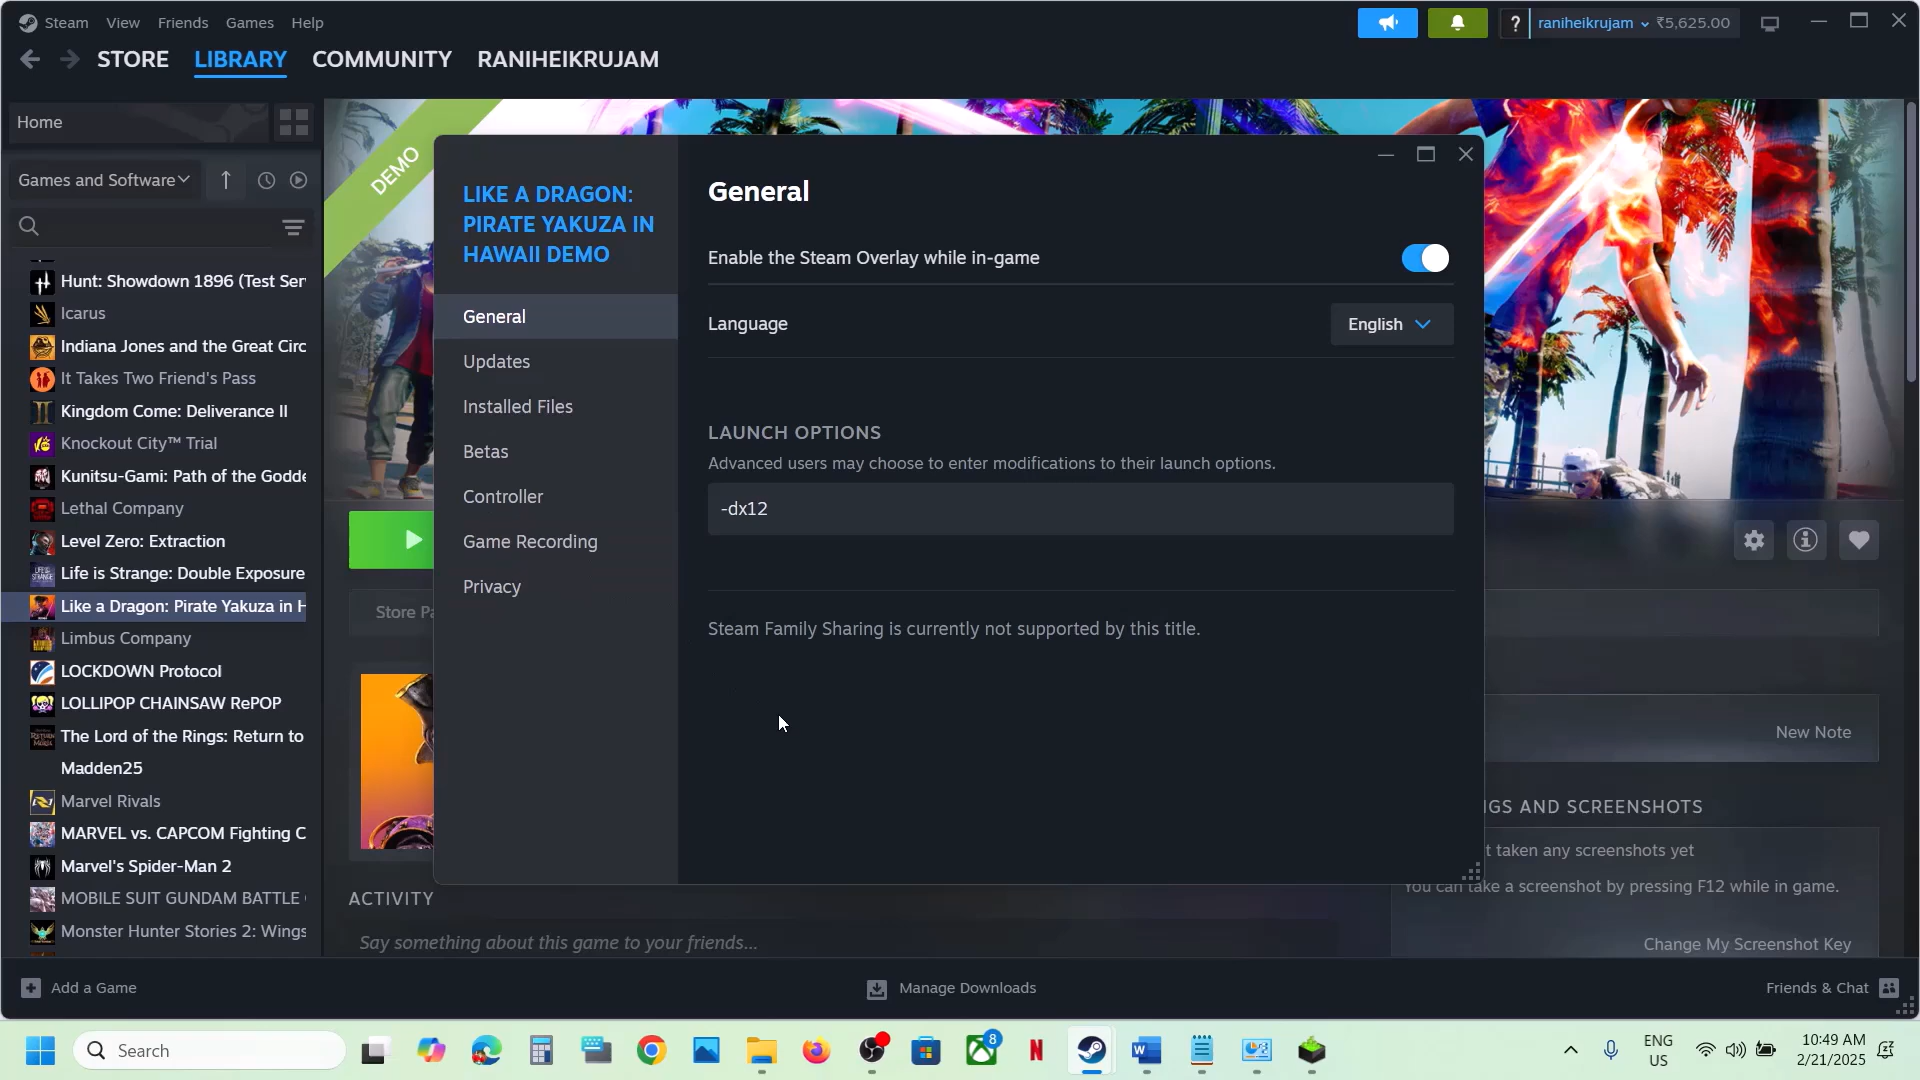 Steam View Friends Games Help
? raniheikrujam ₹5,625.00
STORE LIBRARY COMMUNITY RANIHEIKRUJAM
Home
Games and Software
DEMO
Hunt: Showdown 1896 (Test Ser
Icarus
Indiana Jones and the Great Circ
It Takes Two Friend's Pass
Kingdom Come: Deliverance II
Knockout City™ Trial
Kunitsu-Gami: Path of the Godde
Lethal Company
Level Zero: Extraction
Life is Strange: Double Exposure
Like a Dragon: Pirate Yakuza in H
Limbus Company
LOCKDOWN Protocol
LOLLIPOP CHAINSAW RePOP
The Lord of the Rings: Return to
Madden25
Marvel Rivals
MARVEL vs. CAPCOM Fighting C
Marvel's Spider-Man 2
MOBILE SUIT GUNDAM BATTLE
Monster Hunter Stories 2: Wings
LIKE A DRAGON:
PIRATE YAKUZA IN
HAWAII DEMO
General
Updates
Installed Files
Betas
Controller
Game Recording
Privacy
General
Enable the Steam Overlay while in-game
Language English
LAUNCH OPTIONS
Advanced users may choose to enter modifications to their launch options.
-dx12
Steam Family Sharing is currently not supported by this title.
Store Pa
New Note
GS AND SCREENSHOTS
t taken any screenshots yet
You can take a screenshot by pressing F12 while in game.
Change My Screenshot Key
ACTIVITY
Say something about this game to your friends...
Add a Game Manage Downloads Friends & Chat
Search
8
ENG
US
10:49 AM
2/21/2025